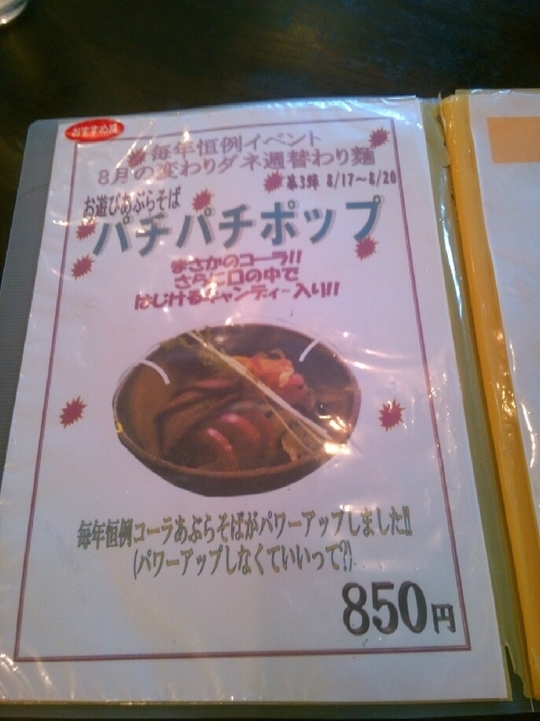 おすすめ麺
毎年恒例イベント
8月の変わりダネ週替わり麺
第3弾 8/17～8/20
お遊びあぶらそば
パチパチポップ
まさかのコーラ!!
さらに口の中で
はじけるキャンディー入り!!
毎年恒例コーラあぶらそばがパワーアップしました!!
(パワーアップしなくていいって?!)
850円